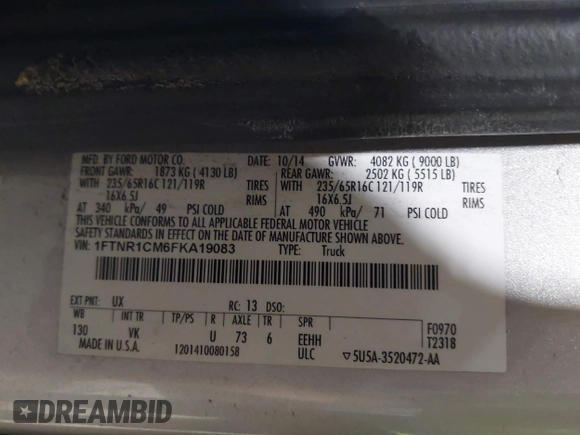 MFD. BY FORD MOTOR CO.
DATE: 10/14 GVWR: 4082 KG ( 9000 LB)
FRONT GAWR: 1873 KG ( 4130 LB) REAR GAWR: 2502 KG ( 5515 LB)
WITH 235/65R16C 121/119R TIRES WITH 235/65R16C 121/119R TIRES
16X6.5J RIMS 16X6.5J RIMS
AT 340 kPa/ 49 PSI COLD AT 490 kPa/ 71 PSI COLD
THIS VEHICLE CONFORMS TO ALL APPLICABLE FEDERAL MOTOR VEHICLE
SAFETY STANDARDS IN EFFECT ON THE DATE OF MANUFACTURE SHOWN ABOVE.
VIN: 1FTNR1CM6FKA19083 TYPE: Truck
EXT PNT: UX RC: 13 DSO:
WB INT TR TP/PS R AXLE TR SPR
130 VK U 73 6 EEHH
F0970
T2318
MADE IN U.S.A. 1201410080158 ULC ▽5U5A-3520472-AA
DREAMBID